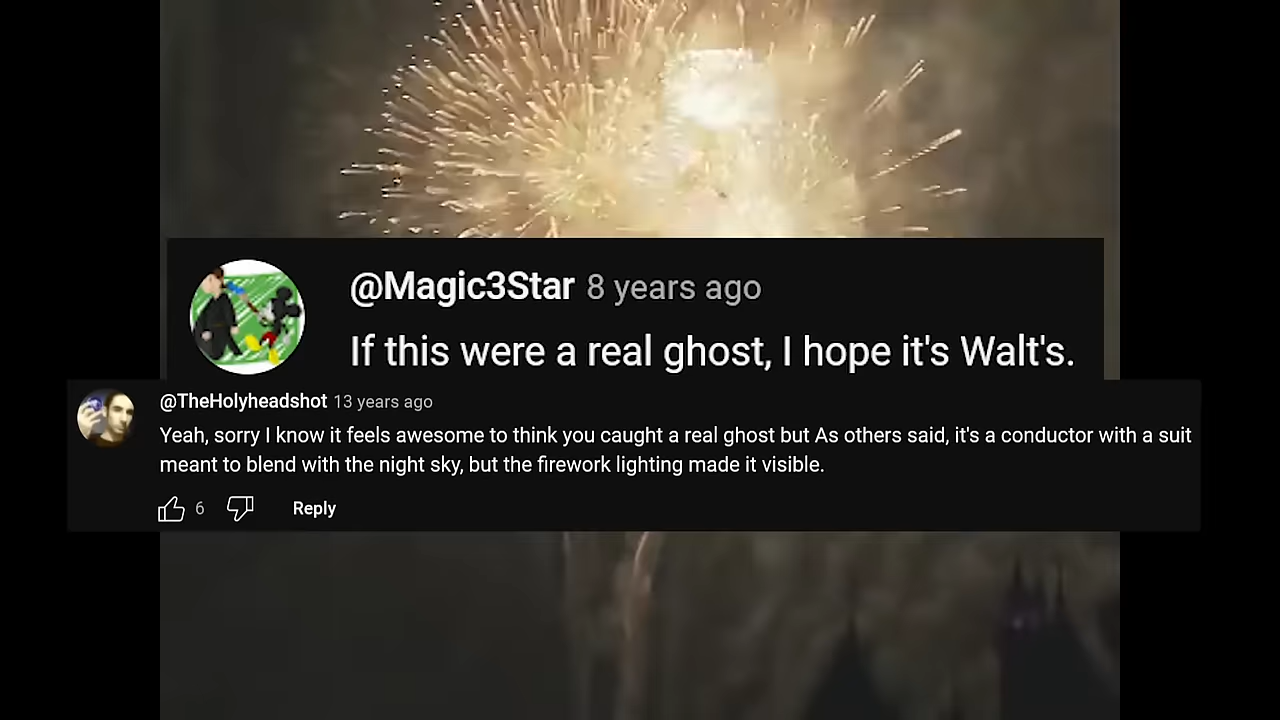 @Magic3Star 8 years ago
If this were a real ghost, I hope it's Walt's.
@TheHolyheadshot 13 years ago
Yeah, sorry I know it feels awesome to think you caught a real ghost but As others said, it's a conductor with a suit
meant to blend with the night sky, but the firework lighting made it visible.
6 Reply